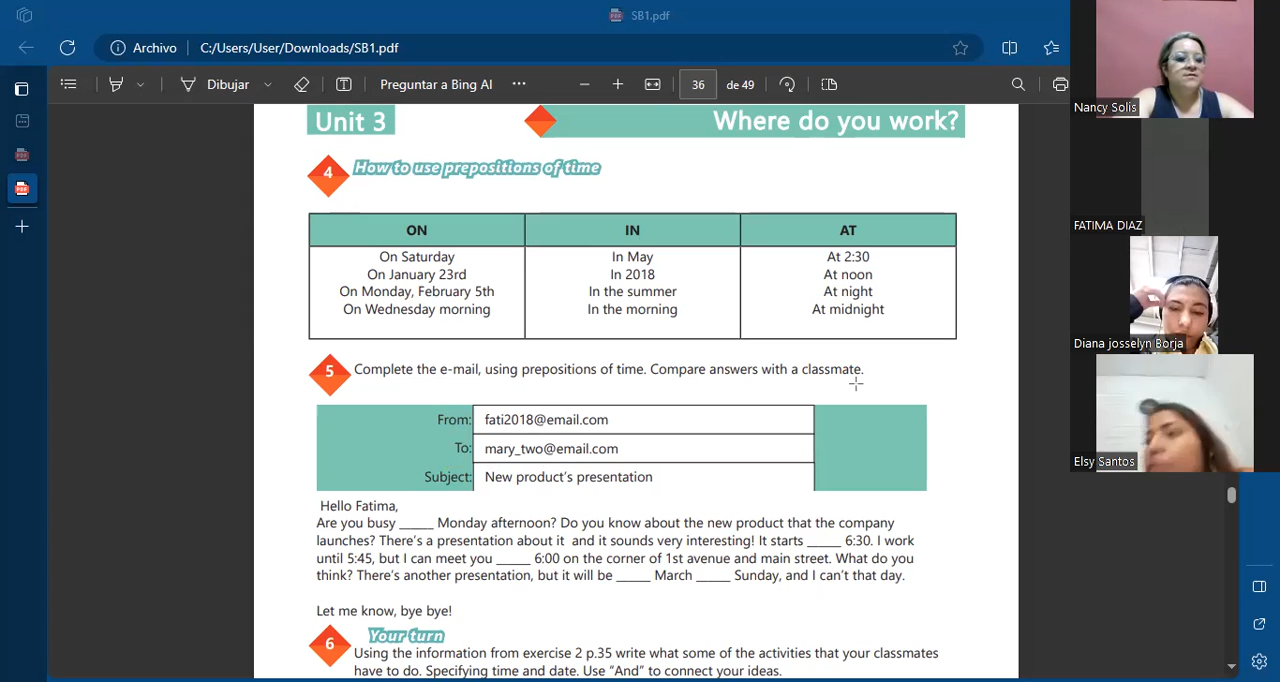 SB1.pdf
Archivo C:/Users/User/Downloads/SB1.pdf
Dibujar Preguntar a Bing AI 36 de 49
Unit 3 Where do you work?
4 How to use prepositions of time
ON IN AT
On Saturday In May At 2:30
On January 23rd In 2018 At noon
On Monday, February 5th In the summer At night
On Wednesday morning In the morning At midnight
5 Complete the e-mail, using prepositions of time. Compare answers with a classmate.
From: fati2018@email.com
To: mary_two@email.com
Subject: New product's presentation
Hello Fatima,
Are you busy _____ Monday afternoon? Do you know about the new product that the company
launches? There's a presentation about it and it sounds very interesting! It starts _____ 6:30. I work
until 5:45, but I can meet you _____ 6:00 on the corner of 1st avenue and main street. What do you
think? There's another presentation, but it will be _____ March _____ Sunday, and I can't that day.
Let me know, bye bye!
6 Your turn
Using the information from exercise 2 p.35 write what some of the activities that your classmates
have to do. Specifying time and date. Use "And" to connect your ideas.
Nancy Solis
FATIMA DIAZ
Diana josselyn Borja
Elsy Santos